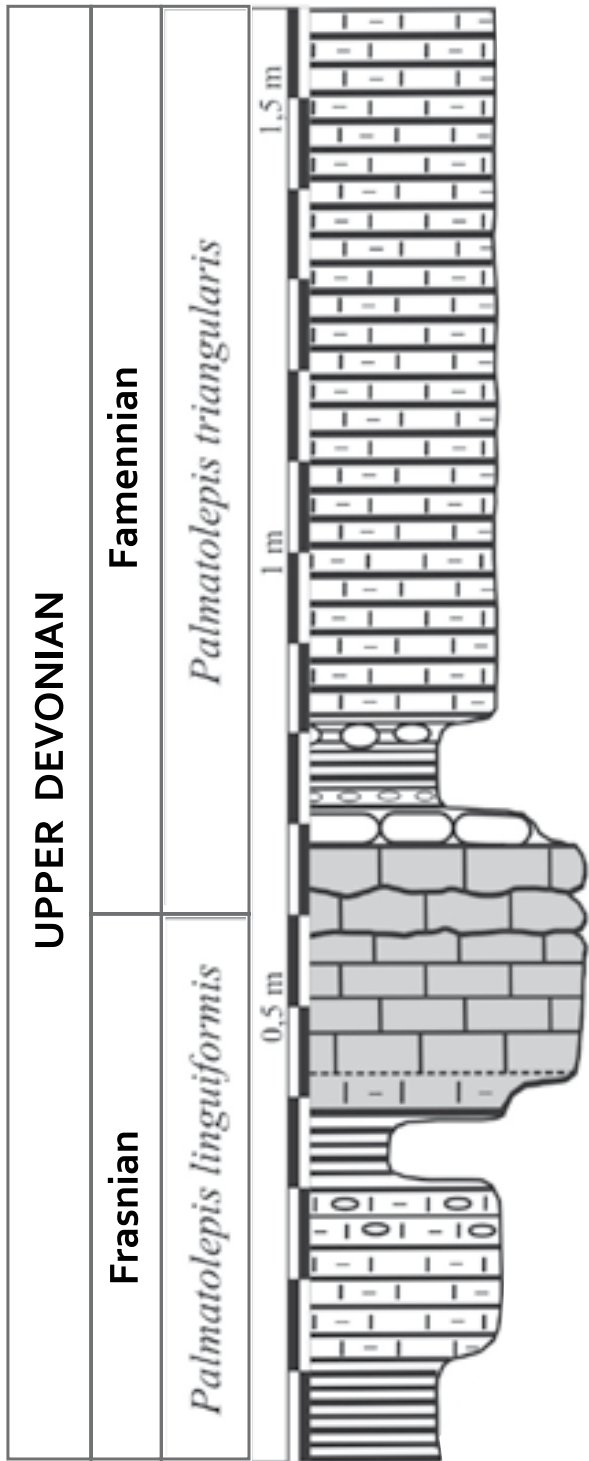 UPPER DEVONIAN
Famennian
Frasnian
Palmatolepis triangularis
Palmatolepis linguiformis
1,5 m
1 m
0,5 m